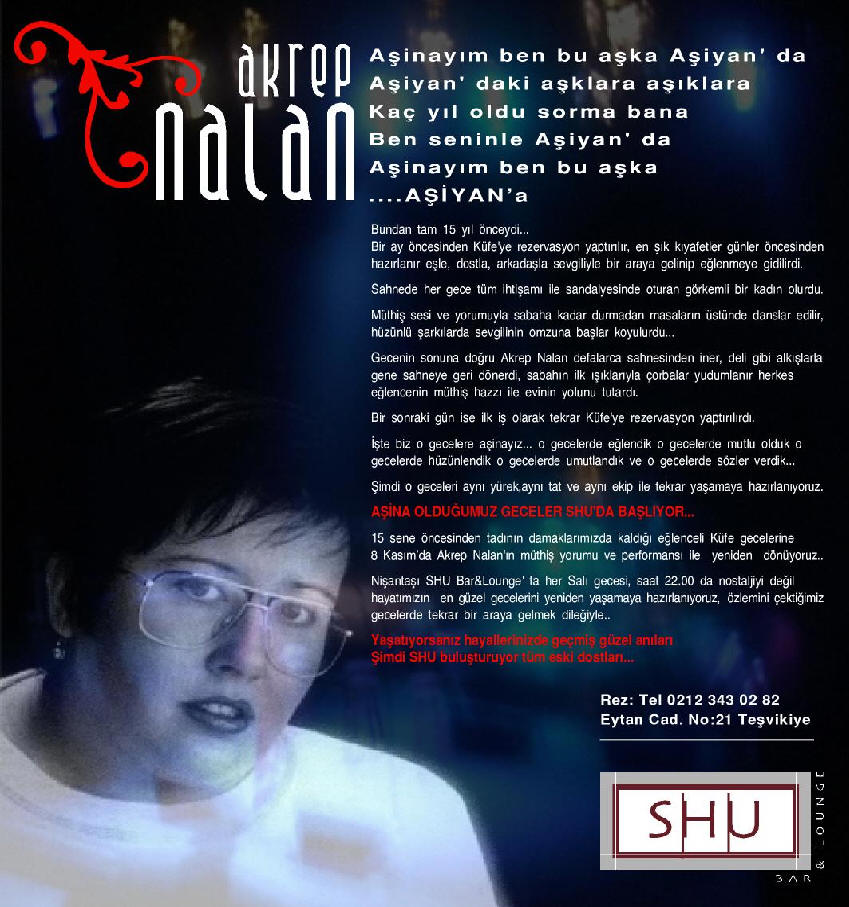 akrep
nalan
Aşinayım ben bu aşka Aşiyan' da
Aşiyan' daki aşklara aşıklara
Kaç yıl oldu sorma bana
Ben seninle Aşiyan' da
Aşinayım ben bu aşka
....AŞİYAN'a
Bundan tam 15 yıl önceydi...
Bir ay öncesinden Küfe'ye rezervasyon yaptırılır, en şık kıyafetler günler öncesinden
hazırlanır eşle, dostla, arkadaşla sevgiliyle bir araya gelinip eğlenmeye gidilirdi.
Sahnede her gece tüm ihtişamı ile sandalyesinde oturan görkemli bir kadın olurdu.
Müthiş sesi ve yorumuyla sabaha kadar durmadan masaların üstünde danslar edilir,
hüzünlü şarkılarda sevgilinin omzuna başlar koyulurdu...
Gecenin sonuna doğru Akrep Nalan defalarca sahnesinden iner, deli gibi alkışlarla
gene sahneye geri dönerdi, sabahın ilk ışıklarıyla çorbalar yudumlanır herkes
eğlencenin müthiş hazzı ile evinin yolunu tutardı.
Bir sonraki gün ise ilk iş olarak tekrar Küfe'ye rezervasyon yaptırılırdı.
İşte biz o gecelere aşinayız... o gecelerde eğlendik o gecelerde mutlu olduk o
gecelerde hüzünlendik o gecelerde umutlandık ve o gecelerde sözler verdik...
Şimdi o geceleri aynı yürek,aynı tat ve aynı ekip ile tekrar yaşamaya hazırlanıyoruz.
AŞİNA OLDUĞUMUZ GECELER SHU'DA BAŞLIYOR...
15 sene öncesinden tadının damaklarımızda kaldığı eğlenceli Küfe gecelerine
8 Kasım'da Akrep Nalan'ın müthiş yorumu ve performansı ile yeniden dönüyoruz..
Nişantaşı SHU Bar&Lounge' ta her Salı gecesi, saat 22.00 da nostaljiyi değil
hayatımızın en güzel gecelerini yeniden yaşamaya hazırlanıyoruz, özlemini çektiğimiz
gecelerde tekrar bir araya gelmek dileğiyle..
Yaşatıyorsanız hayallerinizde geçmiş güzel anıları
Şimdi SHU buluşturuyor tüm eski dostları...
Rez: Tel 0212 343 02 82
Eytan Cad. No:21 Teşvikiye
SHU
BAR
& LOUNGE